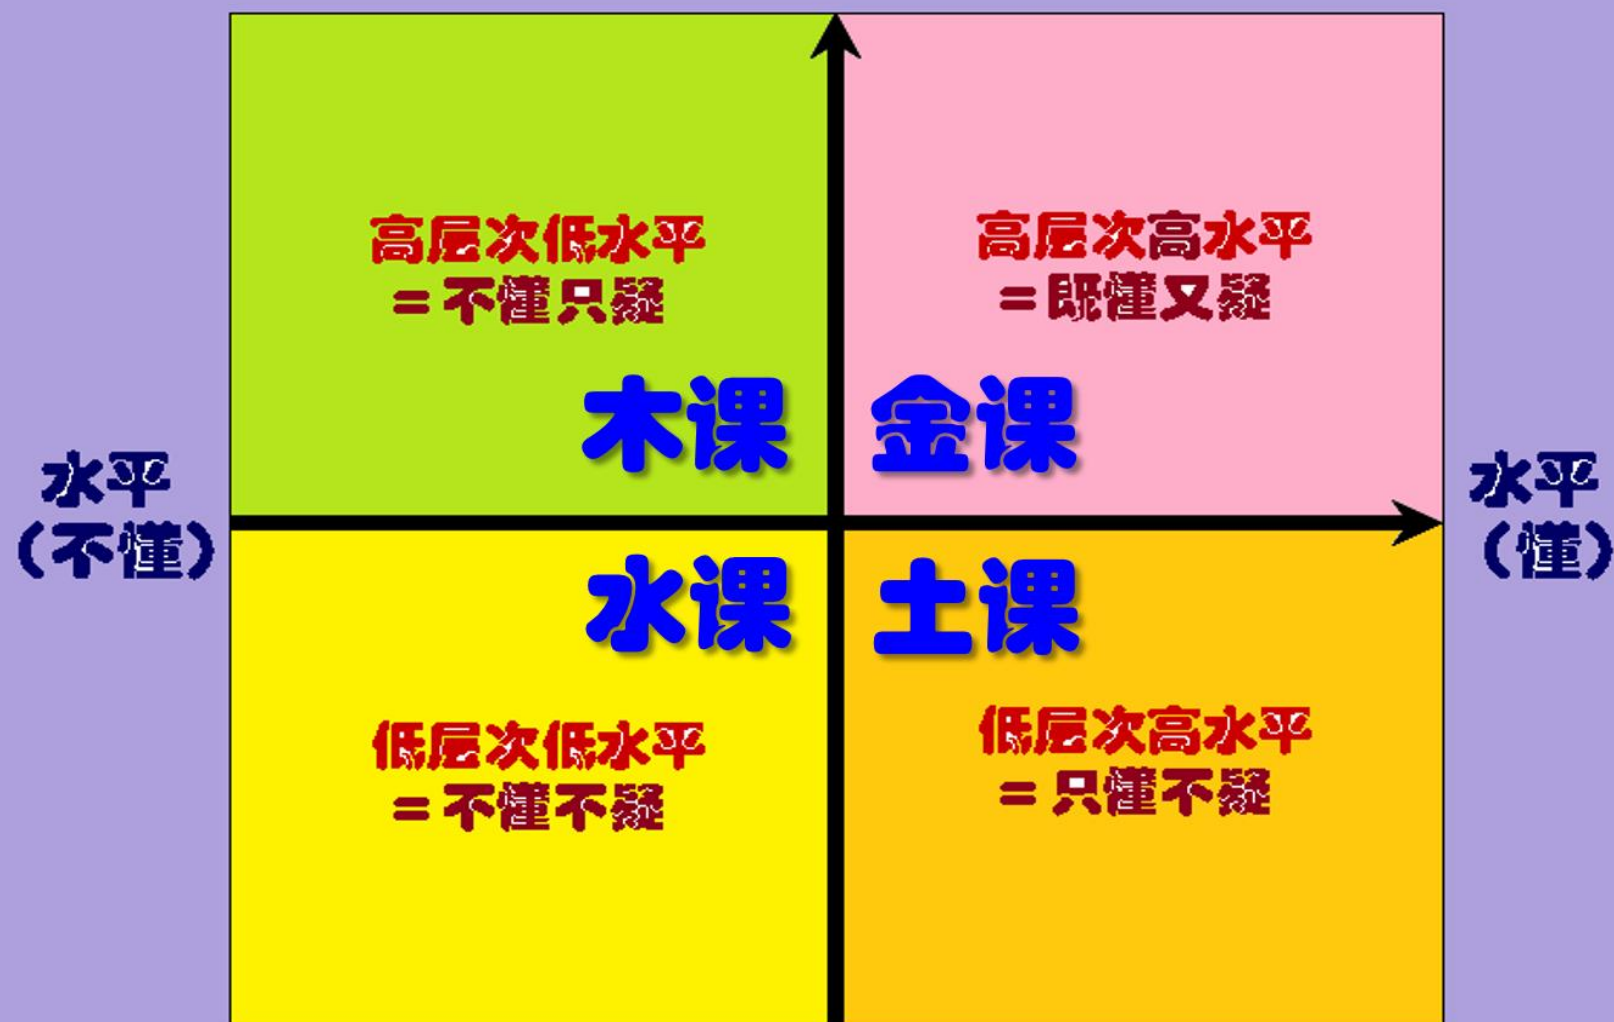 高层次低水平
=不懂只疑
高层次高水平
=既懂又疑
木课
金课
水平
(不懂)
水平
(懂)
水课
土课
低层次低水平
=不懂不疑
低层次高水平
=只懂不疑